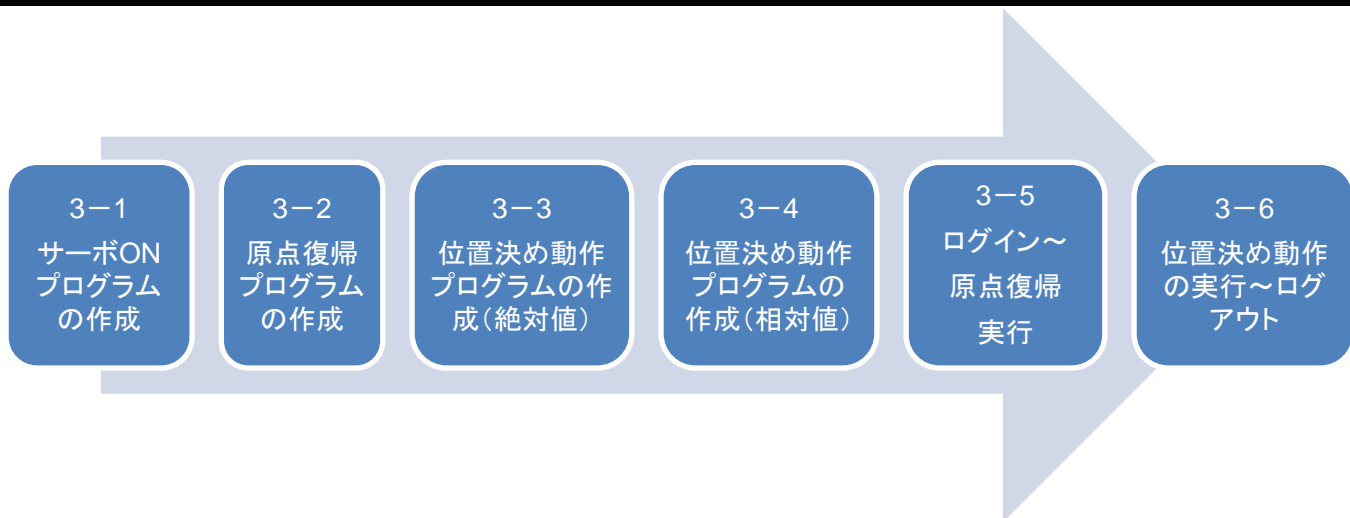 3－1
サーボON
プログラム
の作成
3－2
原点復帰
プログラム
の作成
3－3
位置決め動作
プログラムの作
成（絶対値）
3－4
位置決め動作
プログラムの
作成（相対値）
3－5
ログイン～
原点復帰
実行
3－6
位置決め動作
の実行～ログ
アウト